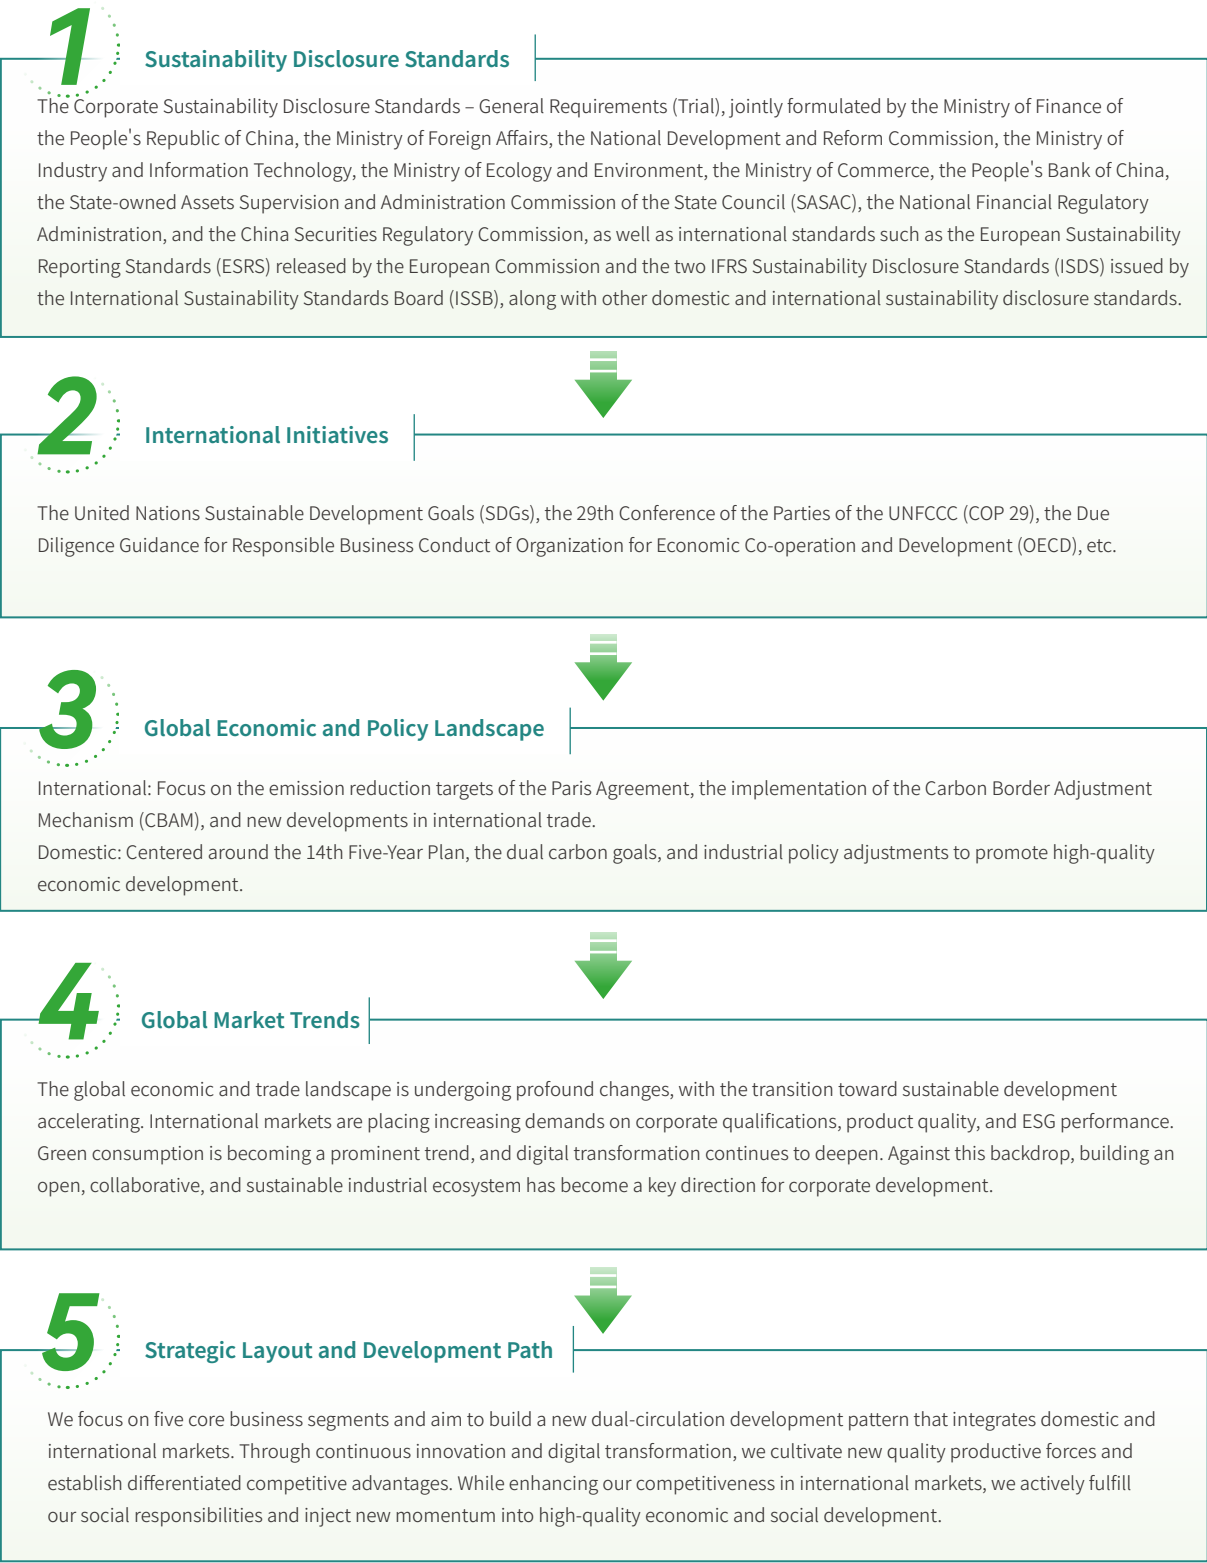 1
Sustainability Disclosure Standards
The Corporate Sustainability Disclosure Standards – General Requirements (Trial), jointly formulated by the Ministry of Finance of
the People's Republic of China, the Ministry of Foreign Affairs, the National Development and Reform Commission, the Ministry of
Industry and Information Technology, the Ministry of Ecology and Environment, the Ministry of Commerce, the People's Bank of China,
the State-owned Assets Supervision and Administration Commission of the State Council (SASAC), the National Financial Regulatory
Administration, and the China Securities Regulatory Commission, as well as international standards such as the European Sustainability
Reporting Standards (ESRS) released by the European Commission and the two IFRS Sustainability Disclosure Standards (ISDS) issued by
the International Sustainability Standards Board (ISSB), along with other domestic and international sustainability disclosure standards.
2
International Initiatives
The United Nations Sustainable Development Goals (SDGs), the 29th Conference of the Parties of the UNFCCC (COP 29), the Due
Diligence Guidance for Responsible Business Conduct of Organization for Economic Co-operation and Development (OECD), etc.
3
Global Economic and Policy Landscape
International: Focus on the emission reduction targets of the Paris Agreement, the implementation of the Carbon Border Adjustment
Mechanism (CBAM), and new developments in international trade.
Domestic: Centered around the 14th Five-Year Plan, the dual carbon goals, and industrial policy adjustments to promote high-quality
economic development.
4
Global Market Trends
The global economic and trade landscape is undergoing profound changes, with the transition toward sustainable development
accelerating. International markets are placing increasing demands on corporate qualifications, product quality, and ESG performance.
Green consumption is becoming a prominent trend, and digital transformation continues to deepen. Against this backdrop, building an
open, collaborative, and sustainable industrial ecosystem has become a key direction for corporate development.
5
Strategic Layout and Development Path
We focus on five core business segments and aim to build a new dual-circulation development pattern that integrates domestic and
international markets. Through continuous innovation and digital transformation, we cultivate new quality productive forces and
establish differentiated competitive advantages. While enhancing our competitiveness in international markets, we actively fulfill
our social responsibilities and inject new momentum into high-quality economic and social development.